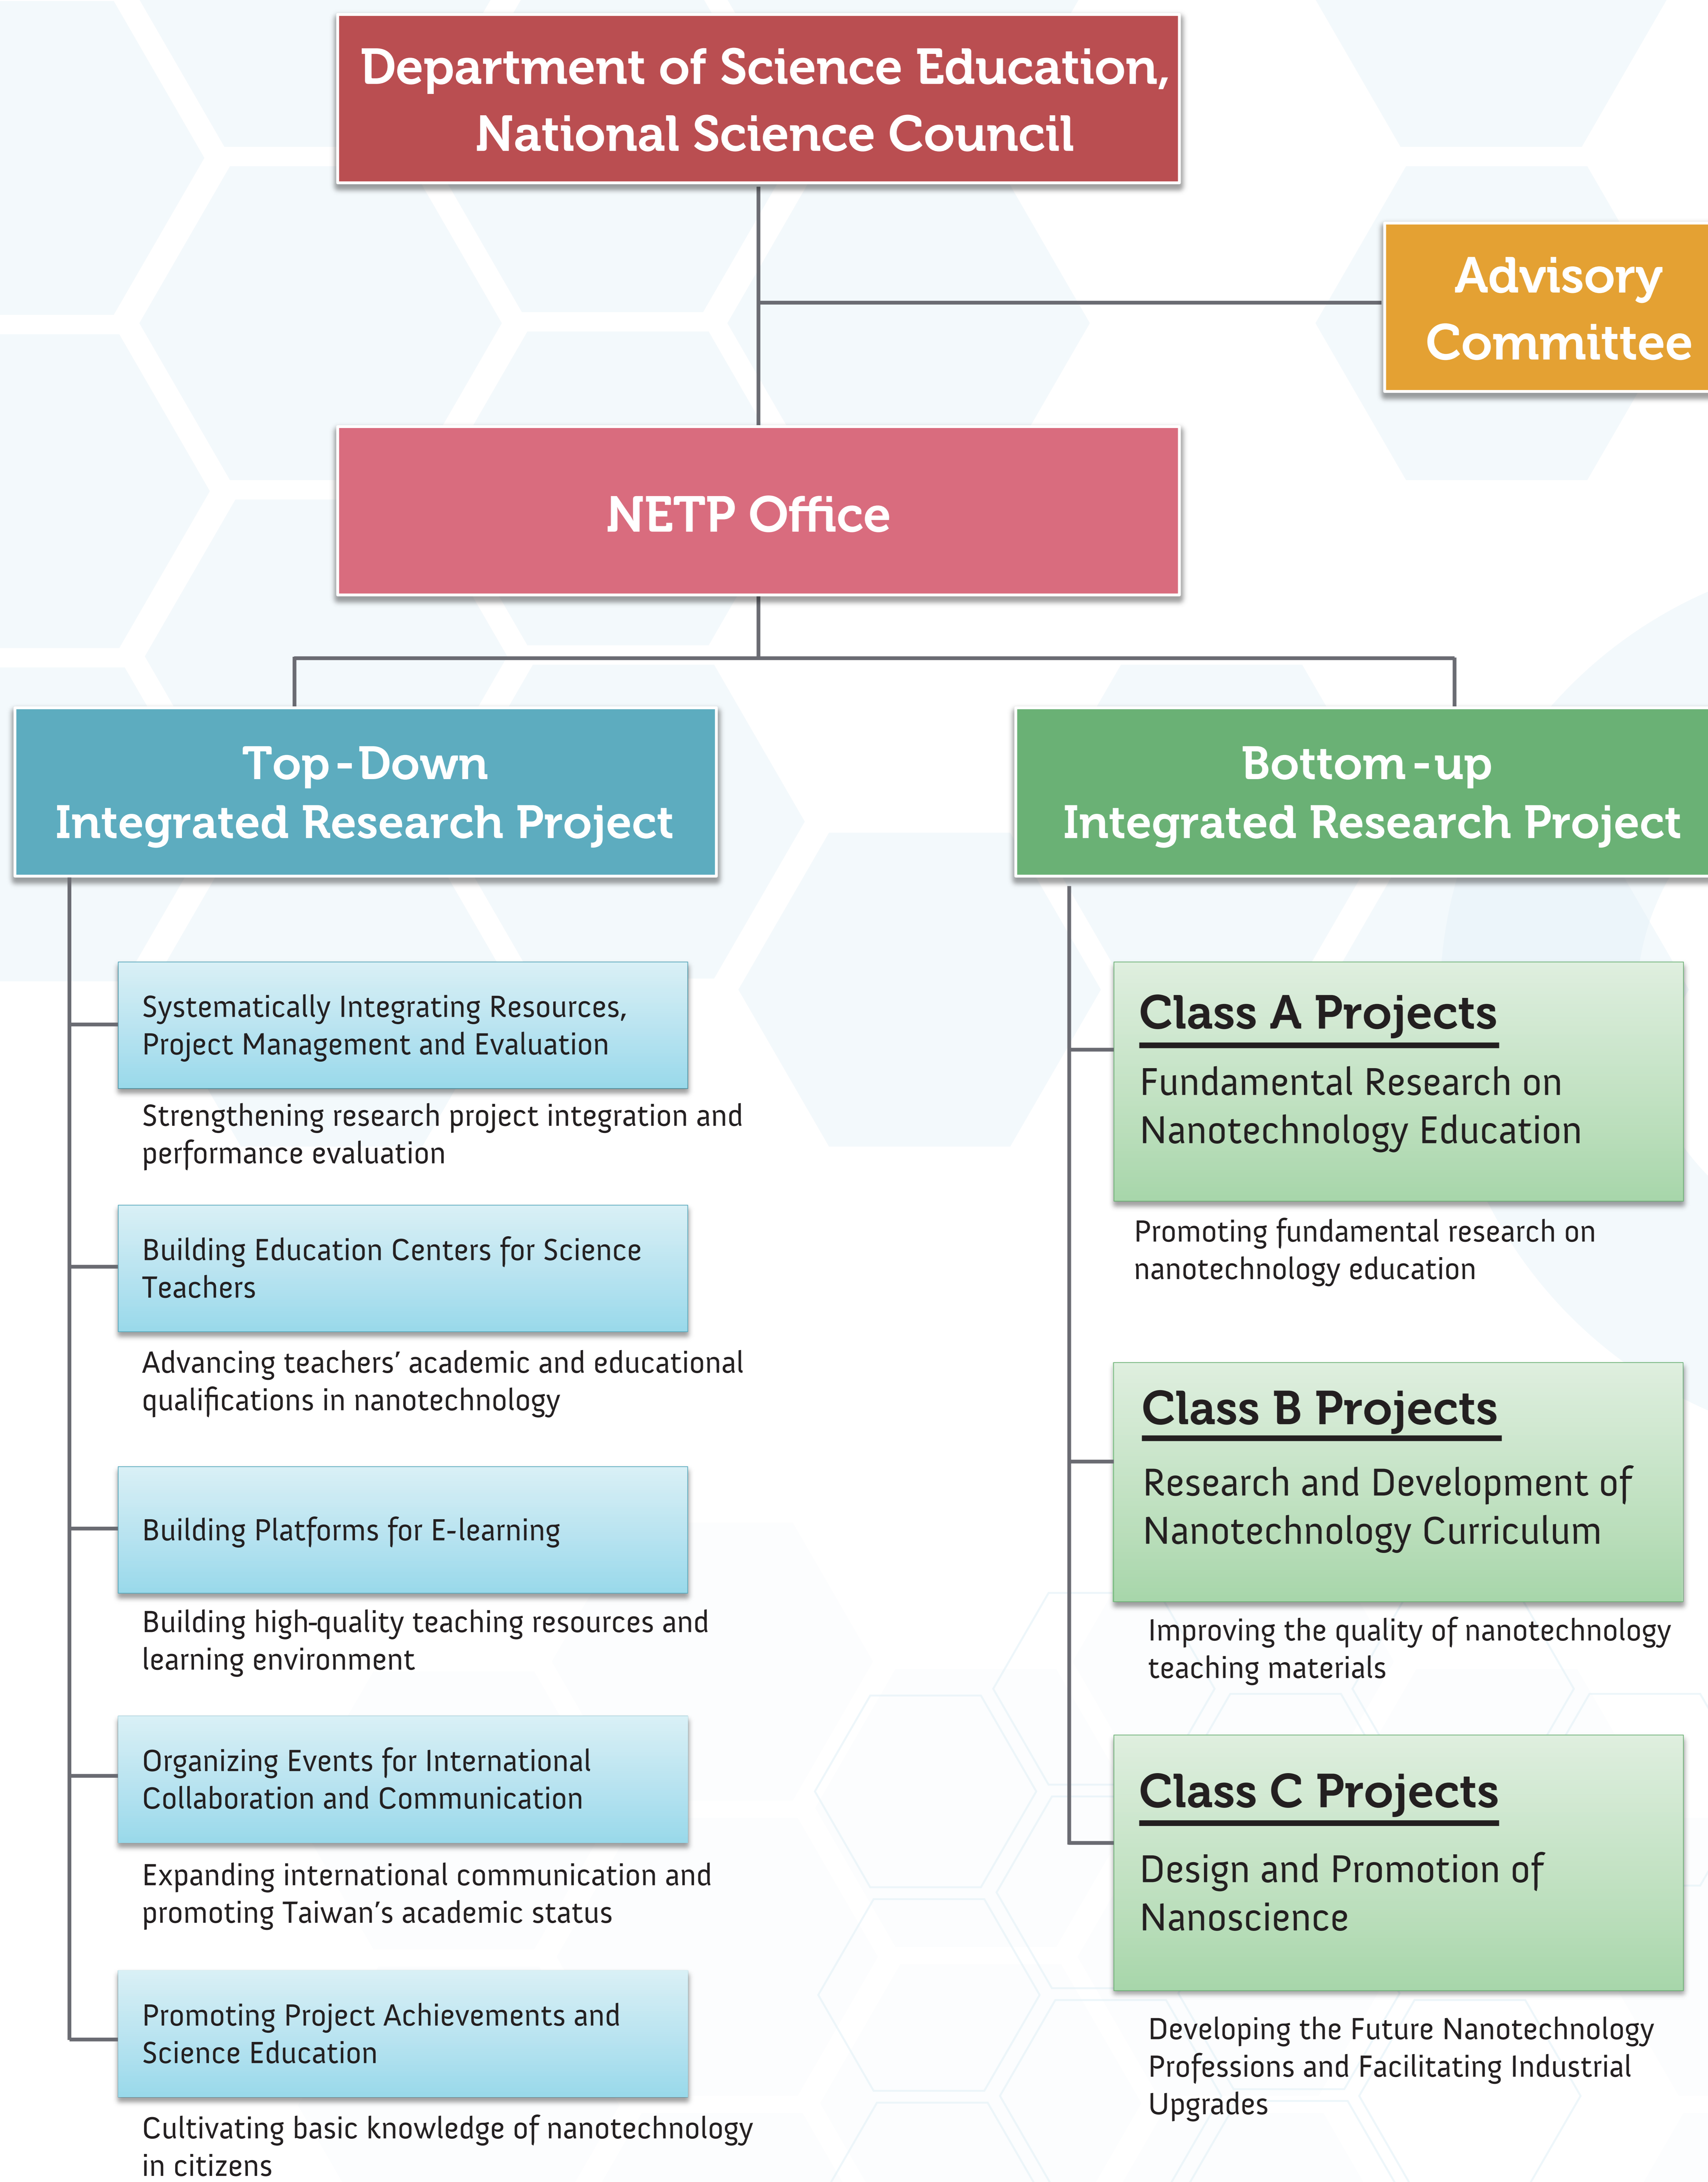 Department of Science Education,
National Science Council
Advisory
Committee
NETP Office
Top-Down
Integrated Research Project
Systematically Integrating Resources,
Project Management and Evaluation
Strengthening research project integration and
performance evaluation
Building Education Centers for Science
Teachers
Advancing teachers’ academic and educational
qualifications in nanotechnology
Building Platforms for E-learning
Building high-quality teaching resources and
learning environment
Organizing Events for International
Collaboration and Communication
Expanding international communication and
promoting Taiwan’s academic status
Promoting Project Achievements and
Science Education
Cultivating basic knowledge of nanotechnology
in citizens
Bottom-up
Integrated Research Project
Class A Projects
Fundamental Research on
Nanotechnology Education
Promoting fundamental research on
nanotechnology education
Class B Projects
Research and Development of
Nanotechnology Curriculum
Improving the quality of nanotechnology
teaching materials
Class C Projects
Design and Promotion of
Nanoscience
Developing the Future Nanotechnology
Professions and Facilitating Industrial
Upgrades